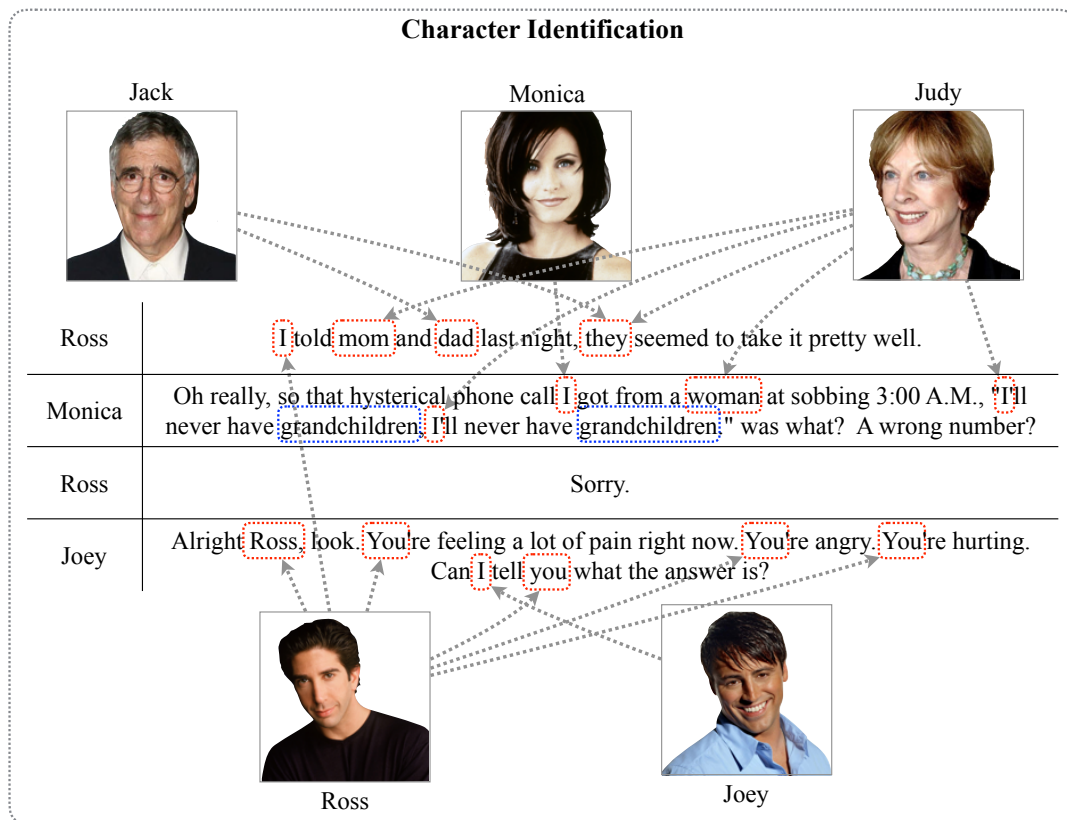 Character Identification
Jack
Monica
Judy
Ross
I told mom and dad last night, they seemed to take it pretty well.
Monica
Oh really, so that hysterical phone call I got from a woman at sobbing 3:00 A.M., "I'll
never have grandchildren, I'll never have grandchildren." was what? A wrong number?
Ross
Sorry.
Joey
Alright Ross, look. You're feeling a lot of pain right now. You're angry. You're hurting.
Can I tell you what the answer is?
Ross
Joey